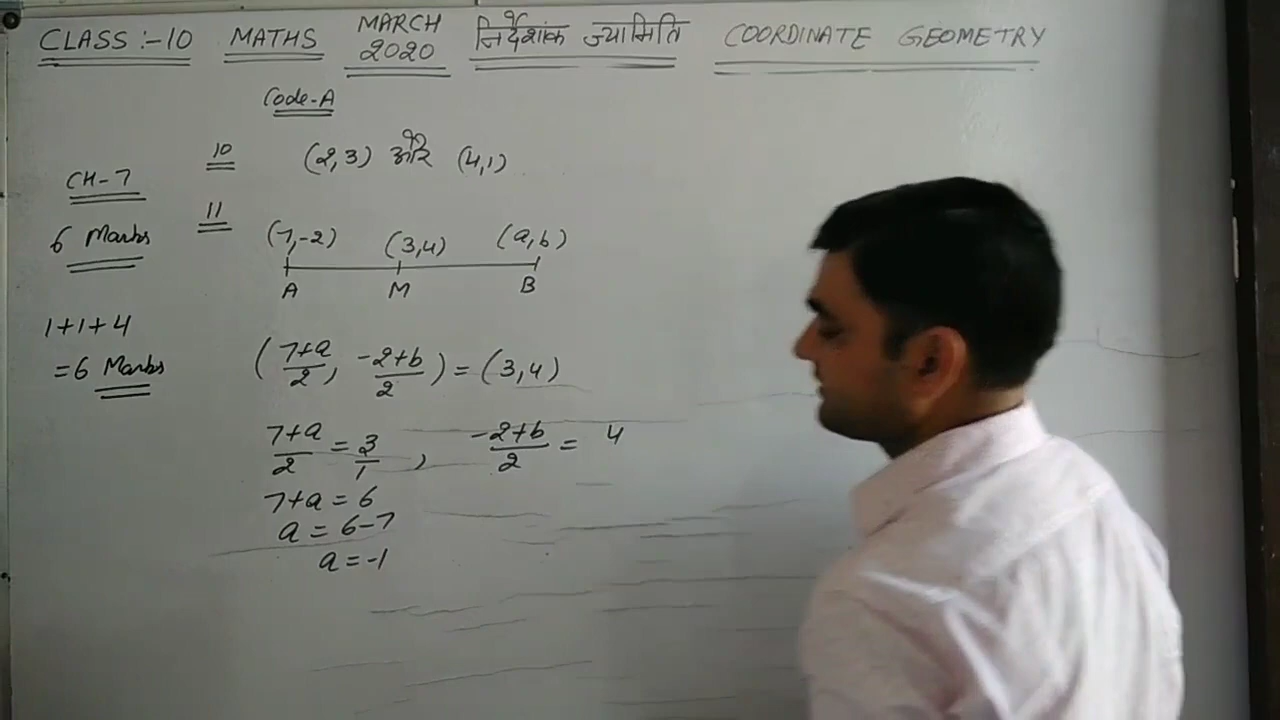 CLASS :- 10 MATHS MARCH 2020 निर्देशांक ज्यामिति COORDINATE GEOMETRY
Code-A
CH-7
6 Marks
1+1+4
=6 Marks
10 (2,3) और (4,1)
11
(7,-2) (3,4) (a,b)
A M B
(7+a/2, -2+b/2) = (3,4)
7+a/2 = 3/1 , -2+b/2 = 4
7+a = 6
a = 6-7
a = -1